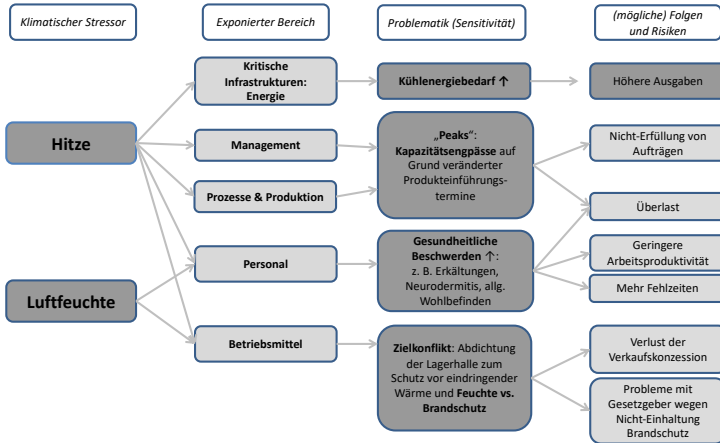 Klimatischer Stressor
Exponierter Bereich
Problematik (Sensitivität)
(mögliche) Folgen
und Risiken
Hitze
Luftfeuchte
Kritische
Infrastrukturen:
Energie
Management
Prozesse & Produktion
Personal
Betriebsmittel
Kühlenergiebedarf ↑
„Peaks“:
Kapazitätsengpässe auf
Grund veränderter
Produkteinführungs-
termine
Gesundheitliche
Beschwerden ↑:
z. B. Erkältungen,
Neurodermitis, allg.
Wohlbefinden
Zielkonflikt: Abdichtung
der Lagerhalle zum
Schutz vor eindringender
Wärme und Feuchte vs.
Brandschutz
Höhere Ausgaben
Nicht-Erfüllung von
Aufträgen
Überlast
Geringere
Arbeitsproduktivität
Mehr Fehlzeiten
Verlust der
Verkaufskonzession
Probleme mit
Gesetzgeber wegen
Nicht-Einhaltung
Brandschutz